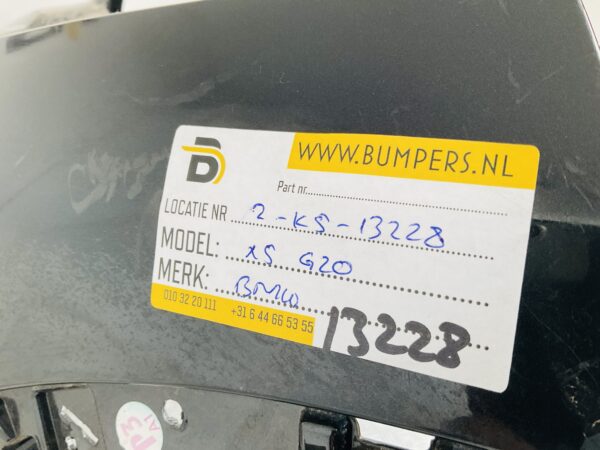 WWW.BUMPERS.NL
Part nr.
LOCATIE NR 2-KS-13228
MODEL: X5 G20
MERK: BMW
010 32 20 111 +31 6 44 66 53 55
13228